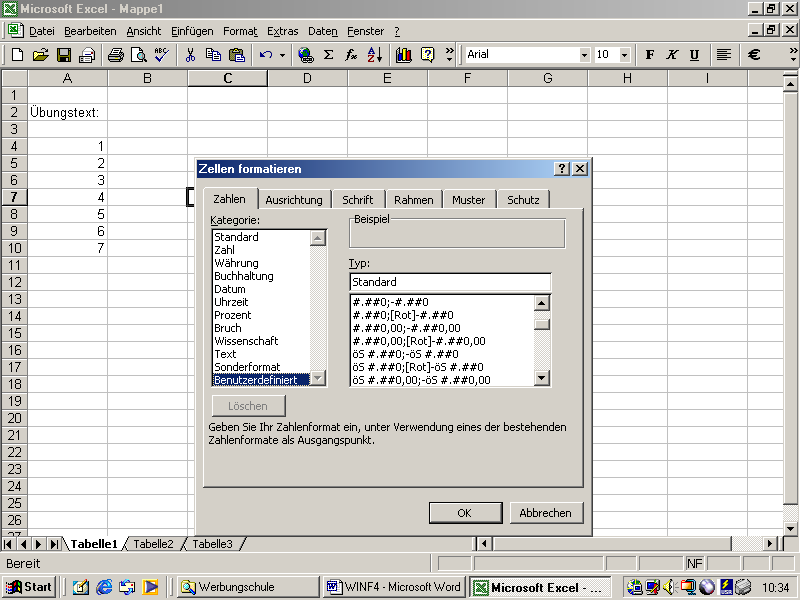 Microsoft Excel - Mappe1
Datei Bearbeiten Ansicht Einfügen Format Extras Daten Fenster ?
Arial 10 F K U €
A B C D E F G H I
1
2 Übungstext:
3
4 1
5 2
6 3
7 4
8 5
9 6
10 7
11
12
13
14
15
16
17
18
19
20
21
22
23
24
25
26
27
Zellen formatieren
Zahlen Ausrichtung Schrift Rahmen Muster Schutz
Kategorie:
Standard
Zahl
Währung
Buchhaltung
Datum
Uhrzeit
Prozent
Bruch
Wissenschaft
Text
Sonderformat
Benutzerdefiniert
Beispiel
Typ:
Standard
#.##0;-#.##0
#.##0;[Rot]-#.##0
#.##0,00;-#.##0,00
#.##0,00;[Rot]-#.##0,00
öS #.##0;-öS #.##0
öS #.##0;[Rot]-öS #.##0
öS #.##0,00;-öS #.##0,00
Löschen
Geben Sie Ihr Zahlenformat ein, unter Verwendung eines der bestehenden
Zahlenformate als Ausgangspunkt.
OK Abbrechen
Tabelle1 Tabelle2 Tabelle3
Bereit NF
Start Werbungschule WINF4 - Microsoft Word Microsoft Excel - ... 10:34